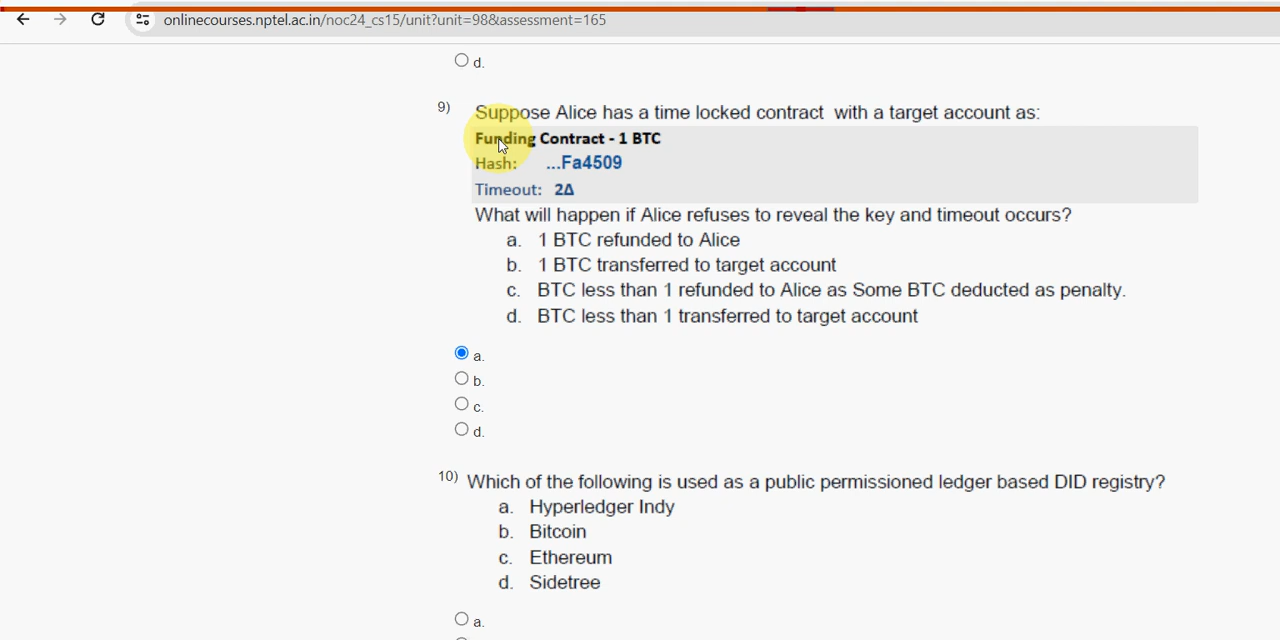 onlinecourses.nptel.ac.in/noc24_cs15/unit?unit=98&assessment=165
d.
9) Suppose Alice has a time locked contract with a target account as:
Funding Contract - 1 BTC
Hash: ...Fa4509
Timeout: 2Δ
What will happen if Alice refuses to reveal the key and timeout occurs?
a. 1 BTC refunded to Alice
b. 1 BTC transferred to target account
c. BTC less than 1 refunded to Alice as Some BTC deducted as penalty.
d. BTC less than 1 transferred to target account
a.
b.
c.
d.
10) Which of the following is used as a public permissioned ledger based DID registry?
a. Hyperledger Indy
b. Bitcoin
c. Ethereum
d. Sidetree
a.